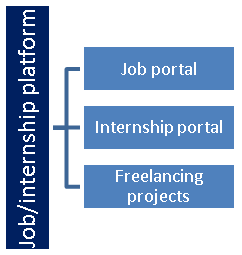 Job/internship platform
Job portal
Internship portal
Freelancing
projects